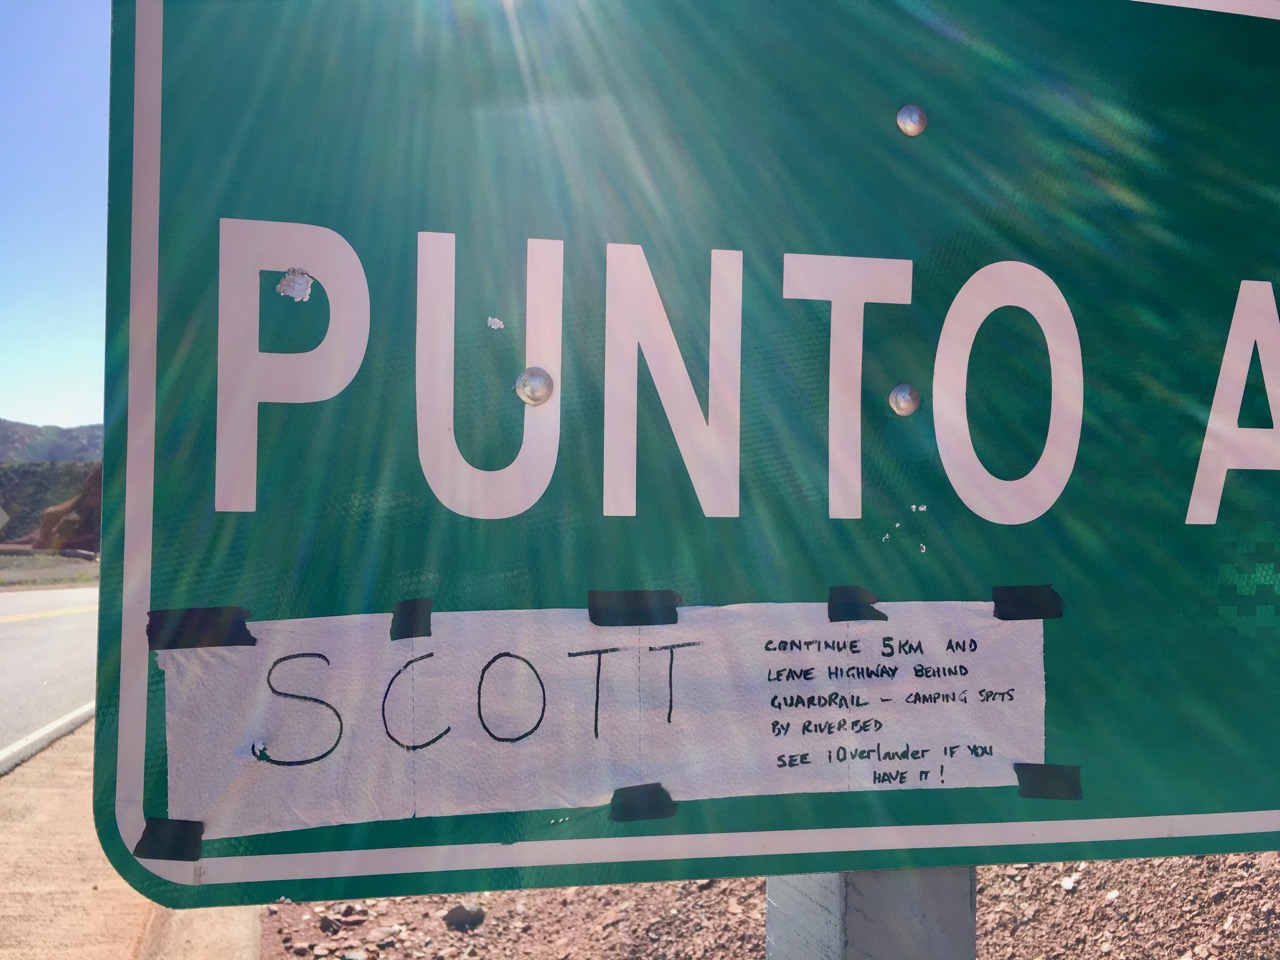 PUNTO A
SCOTT
CONTINUE 5KM AND
LEAVE HIGHWAY BEHIND
GUARDRAIL – CAMPING SPOTS
BY RIVERBED
SEE iOverlander IF YOU
HAVE IT!